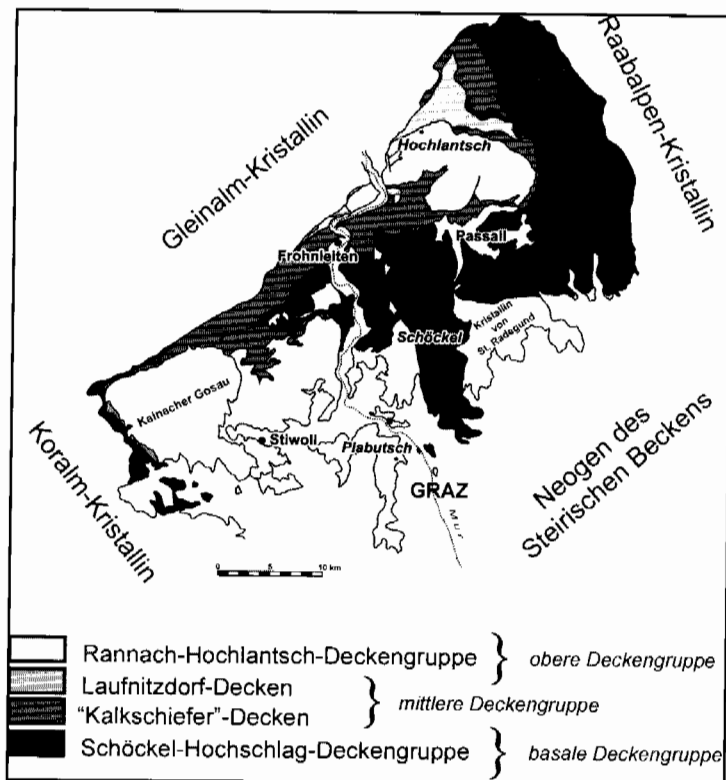 Raabalpen-Kristallin
Gleinalm-Kristallin
Hochlantsch
Passail
Frohnleiten
Schöckel
Kristallin
von
St. Radegund
Kainacher Gosau
Koralm-Kristallin
Stiwoll
Plabutsch
GRAZ
Mur
Neogen des
Steirischen Beckens
0 5 10 km
Rannach-Hochlantsch-Deckengruppe } obere Deckengruppe
Laufnitzdorf-Decken
} mittlere Deckengruppe
"Kalkschiefer"-Decken
Schöckel-Hochschlag-Deckengruppe } basale Deckengruppe